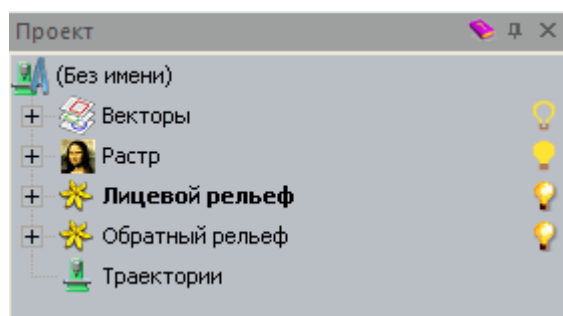 Проект
(Без имени)
Векторы
Растр
Лицевой рельеф
Обратный рельеф
Траектории